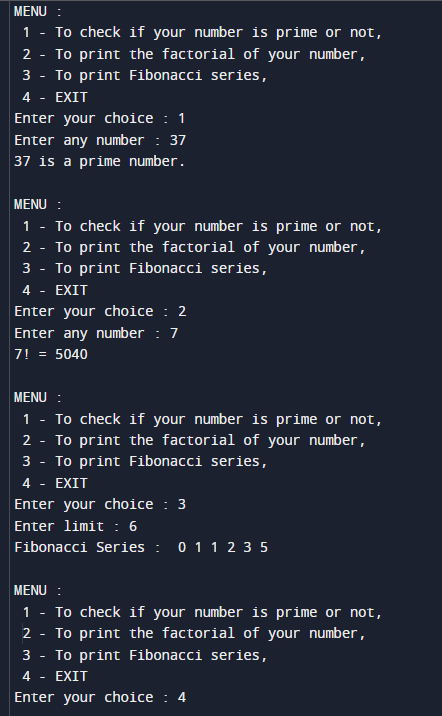 MENU :
1 - To check if your number is prime or not,
2 - To print the factorial of your number,
3 - To print Fibonacci series,
4 - EXIT
Enter your choice : 1
Enter any number : 37
37 is a prime number.
MENU :
1 - To check if your number is prime or not,
2 - To print the factorial of your number,
3 - To print Fibonacci series,
4 - EXIT
Enter your choice : 2
Enter any number : 7
7! = 5040
MENU :
1 - To check if your number is prime or not,
2 - To print the factorial of your number,
3 - To print Fibonacci series,
4 - EXIT
Enter your choice : 3
Enter limit : 6
Fibonacci Series :  0 1 1 2 3 5
MENU :
1 - To check if your number is prime or not,
2 - To print the factorial of your number,
3 - To print Fibonacci series,
4 - EXIT
Enter your choice : 4